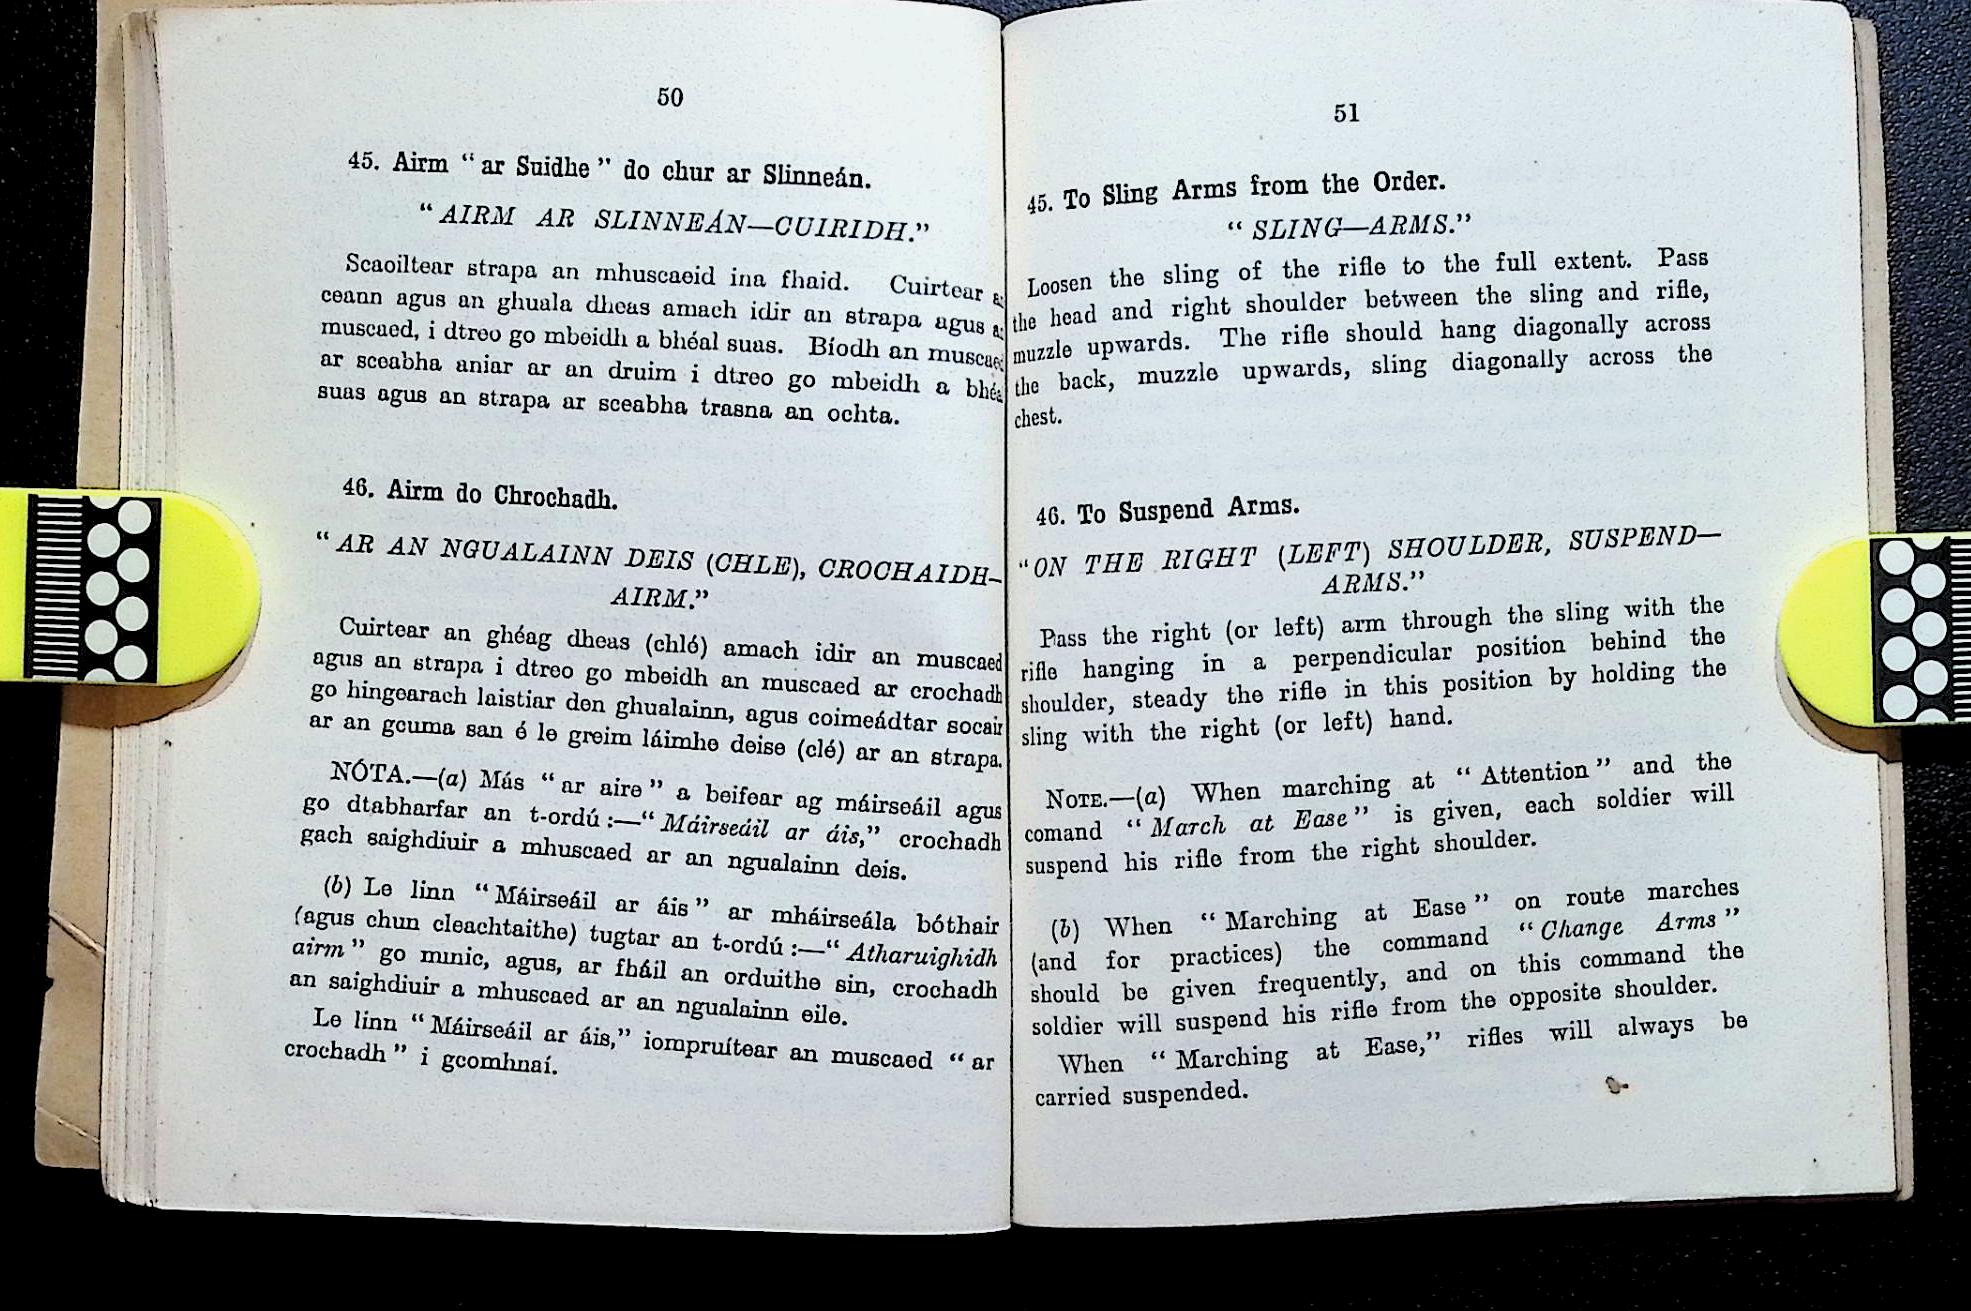 50
45. Airm “ ar Suidhe ” do chur ar Slinneán.
“ AIRM AR SLINNEÁN—CUIRIDH.”
Scaoiltear strapa an mhuscaeid ina fhaid. Cuirtear
ceann agus an ghuala dheas amach idir an strapa agus
muscaed, i dtreo go mbeidh a bhéal suas. Bíodh an
ar sceabha aniar ar an druim i dtreo go mbeidh a
suas agus an strapa ar sceabha trasna an ochta.
46. Airm do Chrochadh.
“ AR AN NGUALAINN DEIS (CHLE), CROCHAIDH—
AIRM.”
Cuirtear an ghéag dheas (chlé) amach idir an muscaed
agus an strapa i dtreo go mbeidh an muscaed ar crochadh
go hingearach laistiar den ghualainn, agus coimeádtar socair
ar an gcuma san é le greim láimhe deise (clé) ar an strapa.
NÓTA.—(a) Más “ ar aire ” a beifear ag máirseáil agus
go dtabharfar an t-ordú :—“ Máirseáil ar áis,” crochadh
gach saighdiuir a mhuscaed ar an ngualainn deis.
(b) Le linn “ Máirseáil ar áis ” ar mháirseála bóthair
(agus chun cleachtaithe) tugtar an t-ordú :—“ Atharuighidh
airm ” go minic, agus, ar fbáil an orduithe sin, crochadh
an saighdiuir a mhuscaed ar an ngualainn eile.
Le linn “ Máirseáil ar áis,” iompruítear an muscaed “ ar
crochadh ” i gcomhnaí.
51
45. To Sling Arms from the Order.
“ SLING—ARMS.”
Loosen the sling of the rifle to the full extent. Pass
the head and right shoulder between the sling and rifle,
muzzle upwards. The rifle should hang diagonally across
the back, muzzle upwards, sling diagonally across the
chest.
46. To Suspend Arms.
“ ON THE RIGHT (LEFT) SHOULDER, SUSPEND—
ARMS.”
Pass the right (or left) arm through the sling with the
rifle hanging in a perpendicular position behind the
shoulder, steady the rifle in this position by holding the
sling with the right (or left) hand.
NOTE.—(a) When marching at “ Attention ” and the
comand “ March at Ease ” is given, each soldier will
suspend his rifle from the right shoulder.
(b) When “ Marching at Ease ” on route marches
(and for practices) the command “ Change Arms ”
should be given frequently, and on this command the
soldier will suspend his rifle from the opposite shoulder.
When “ Marching at Ease,” rifles will always be
carried suspended.